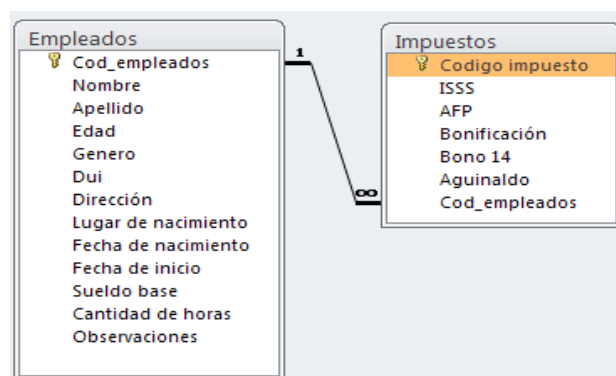 Empleados
Cod_empleados
Nombre
Apellido
Edad
Genero
Dui
Dirección
Lugar de nacimiento
Fecha de nacimiento
Fecha de inicio
Sueldo base
Cantidad de horas
Observaciones
1
∞
Impuestos
Codigo impuesto
ISSS
AFP
Bonificación
Bono 14
Aguinaldo
Cod_empleados